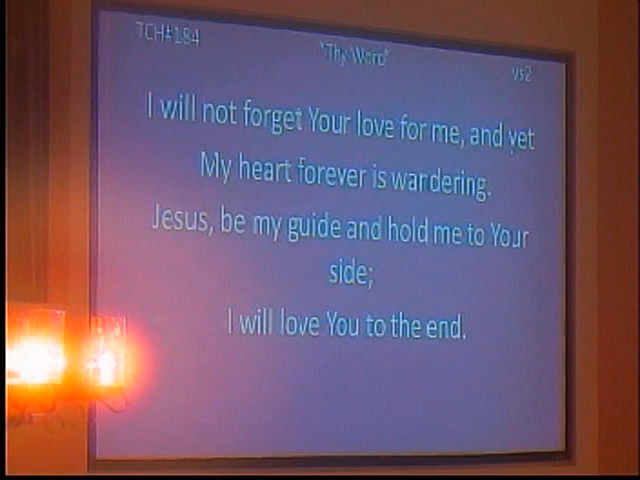 TCH#184 "Thy Word" vs2
I will not forget Your love for me, and yet
My heart forever is wandering.
Jesus, be my guide and hold me to Your
side;
I will love You to the end.